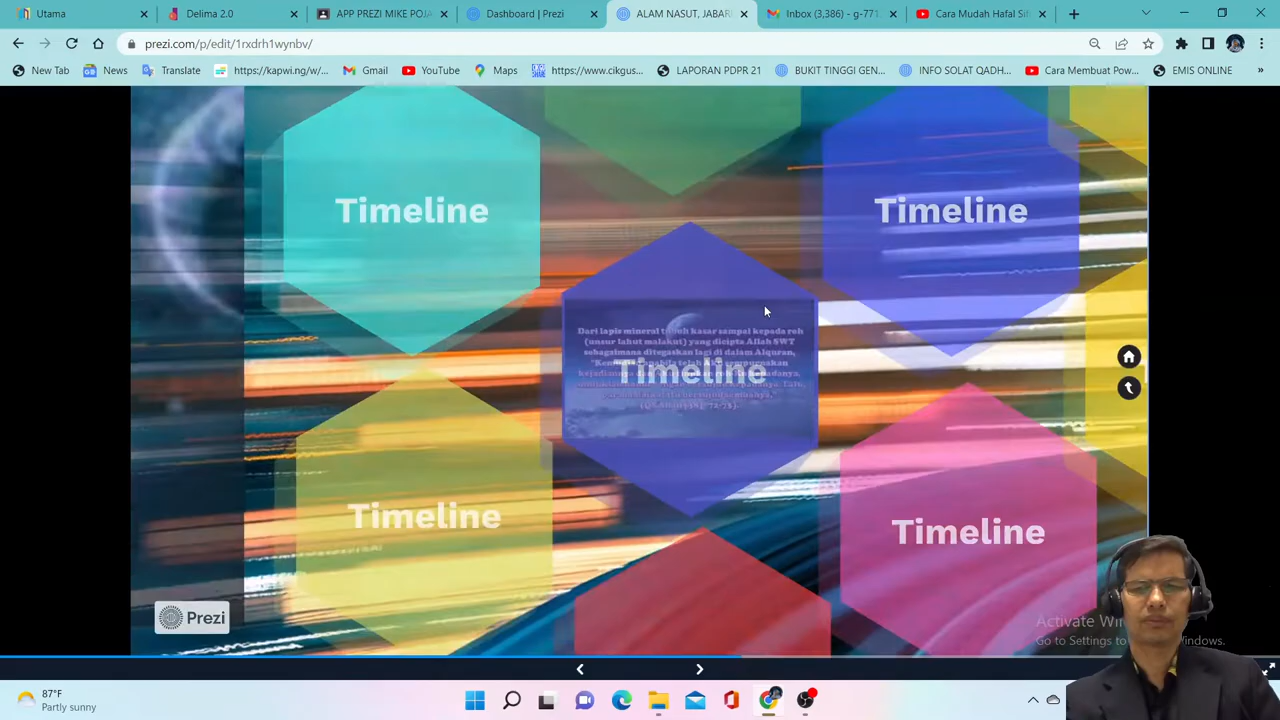 Utama
Delima 2.0
APP PREZI MIKE POJA
Dashboard | Prezi
ALAM NASUT, JABAR
Inbox (3,386) - g-771
Cara Mudah Hafal Sif
prezi.com/p/edit/1rxdrh1wynbv/
New Tab
News
Translate
https://kapwi.ng/w/...
Gmail
YouTube
Maps
https://www.cikgus...
LAPORAN PDPR 21
BUKIT TINGGI GEN...
INFO SOLAT QADH...
Cara Membuat Pow...
EMIS ONLINE
»
Timeline
Timeline
Dari lapis mineral tubuh kasar sampai kepada roh
(unsur lahut malakut) yang dicipta Allah SWT
sebagaimana ditegaskan lagi di dalam Alquran,
Timeline
Timeline
Timeline
Prezi
Go to Settings to
Windows.
87°F
Partly sunny